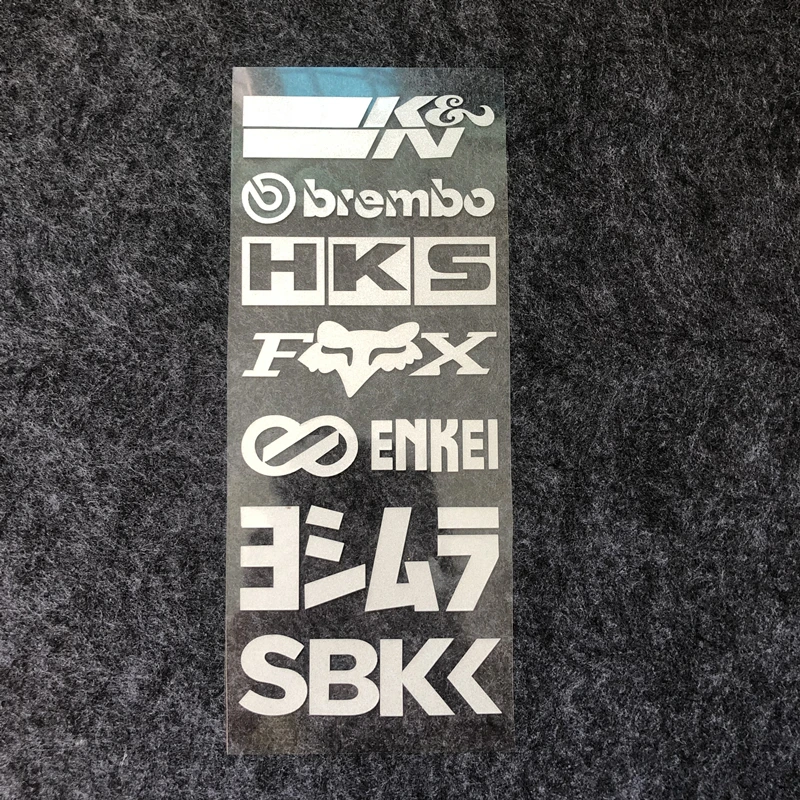 K&N
brembo
HKS
FOX
ENKEI
ヨシムラ
SBK